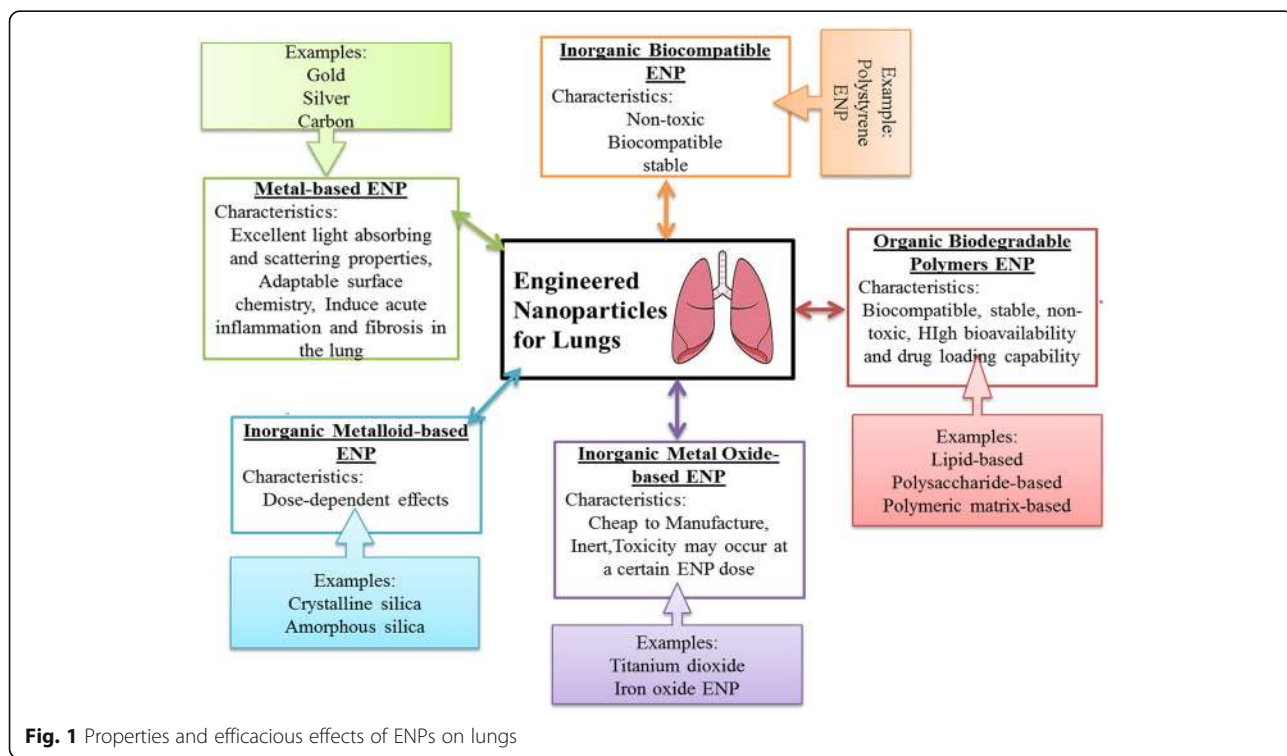 Examples:
Gold
Silver
Carbon
Metal-based ENP
Characteristics:
Excellent light absorbing
and scattering properties,
Adaptable surface
chemistry, Induce acute
inflammation and fibrosis in
the lung
Inorganic Biocompatible
ENP
Characteristics:
Non-toxic
Biocompatible
stable
Example:
Polystyrene
ENP
Engineered
Nanoparticles
for Lungs
Organic Biodegradable
Polymers ENP
Characteristics:
Biocompatible, stable, non-
toxic, HIgh bioavailability
and drug loading capability
Examples:
Lipid-based
Polysaccharide-based
Polymeric matrix-based
Inorganic Metalloid-based
ENP
Characteristics:
Dose-dependent effects
Examples:
Crystalline silica
Amorphous silica
Inorganic Metal Oxide-
based ENP
Characteristics:
Cheap to Manufacture,
Inert,Toxicity may occur at
a certain ENP dose
Examples:
Titanium dioxide
Iron oxide ENP
Fig. 1 Properties and efficacious effects of ENPs on lungs